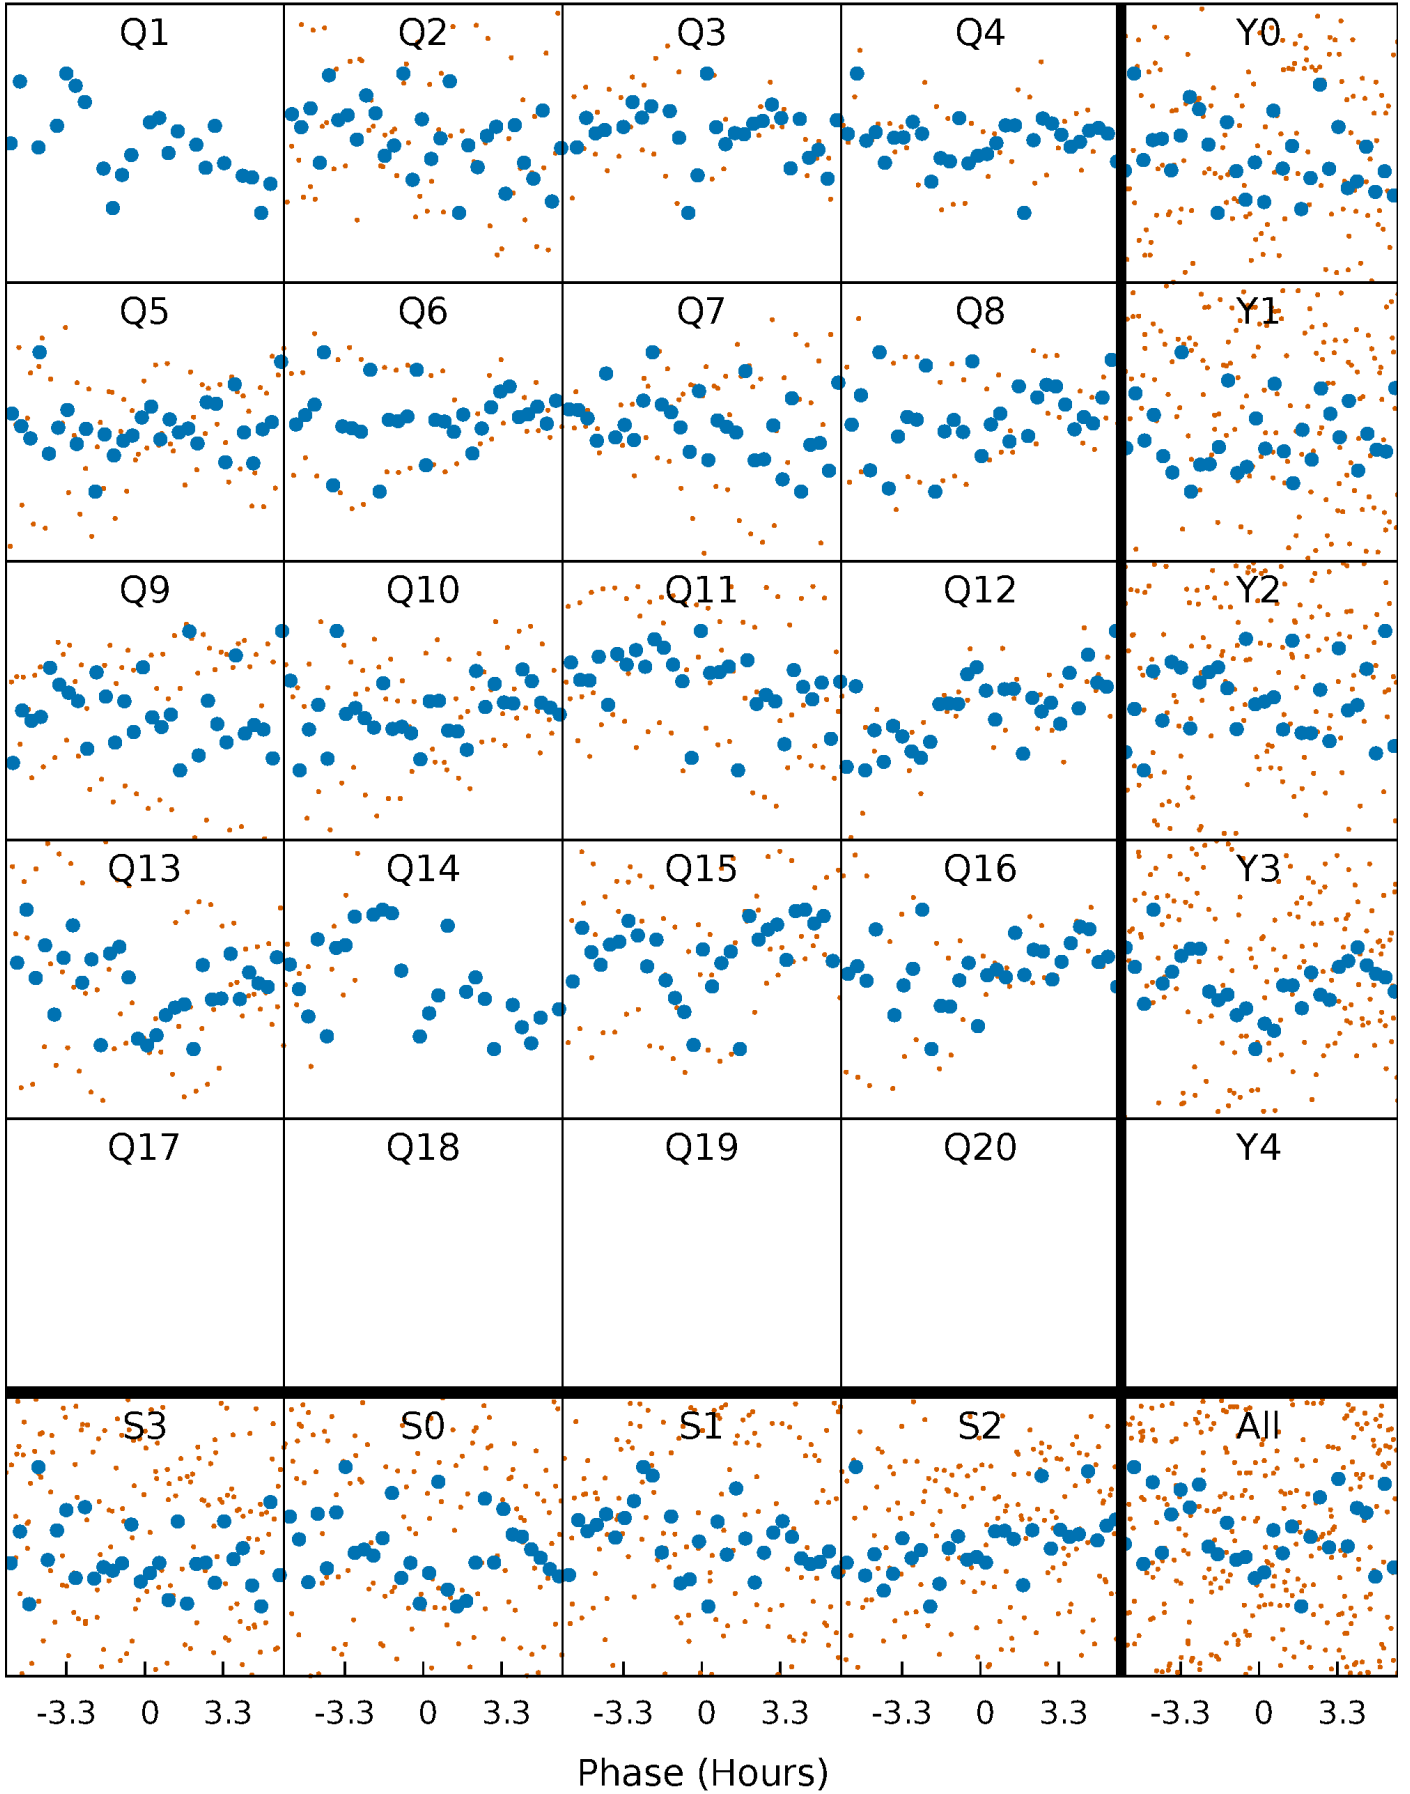 Q1 Q2 Q3 Q4 Y0
Q5 Q6 Q7 Q8 Y1
Q9 Q10 Q11 Q12 Y2
Q13 Q14 Q15 Q16 Y3
Q17 Q18 Q19 Q20 Y4
S3 S0 S1 S2 All
-3.3 0 3.3 -3.3 0 3.3 -3.3 0 3.3 -3.3 0 3.3 -3.3 0 3.3
Phase (Hours)